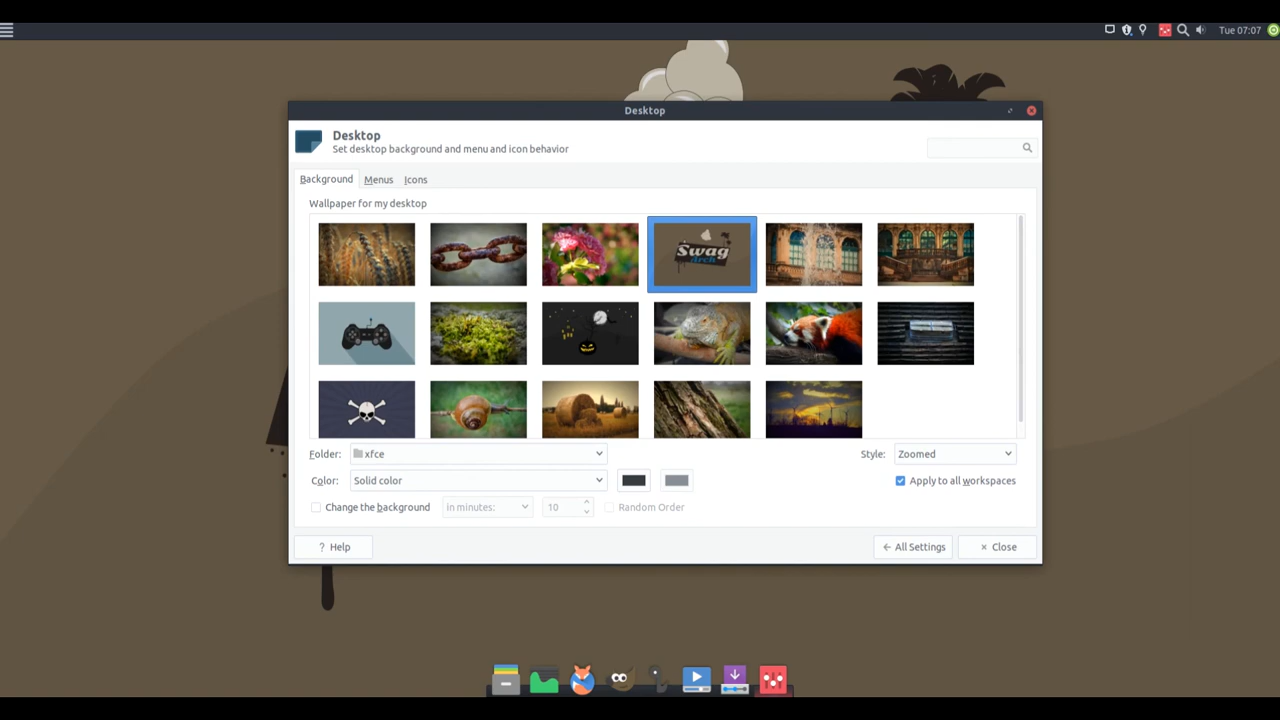 Tue 07:07
Desktop
Desktop
Set desktop background and menu and icon behavior
Background Menus Icons
Wallpaper for my desktop
Swag
arch
Folder: xfce Style: Zoomed
Color: Solid color Apply to all workspaces
Change the background in minutes: 10 Random Order
? Help ← All Settings × Close